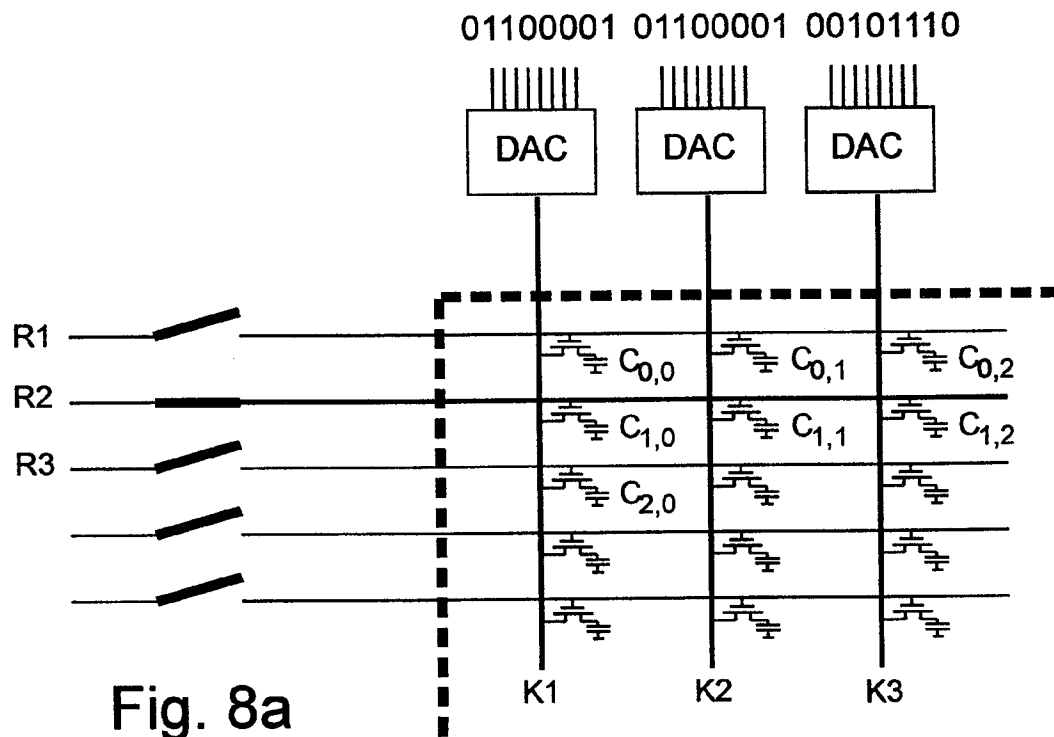 01100001 01100001 00101110
DAC DAC DAC
R1
C0,0 C0,1 C0,2
R2
C1,0 C1,1 C1,2
R3
C2,0
K1 K2 K3
Fig. 8a